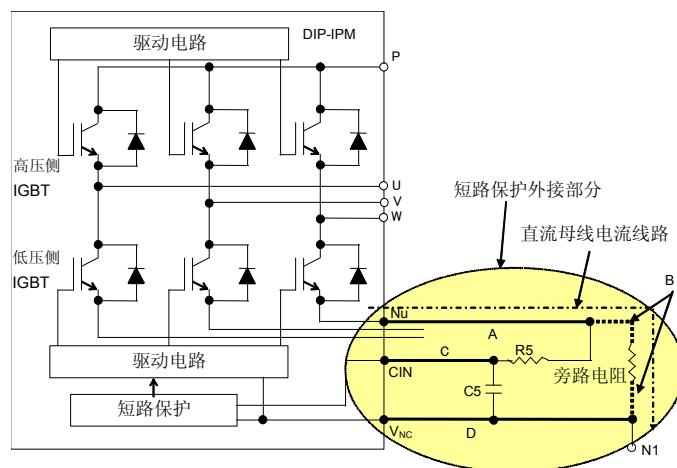 驱动电路
DIP-IPM
P
高压侧
IGBT
U
V
W
短路保护外接部分
直流母线电流线路
低压侧
IGBT
B
Nu
A
驱动电路
C
R5
CIN
旁路电阻
C5
短路保护
VNC
D
N1